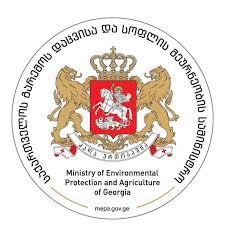 საქართველოს გარემოს დაცვისა და სოფლის მეურნეობის სამინისტრო
ძალა ერთობაშია
Ministry of Environmental
Protection and Agriculture
of Georgia
mepa.gov.ge